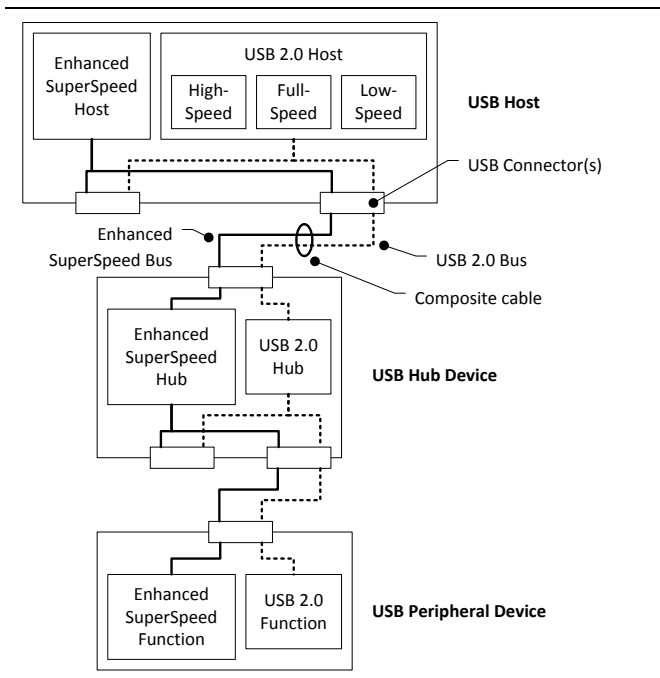 Enhanced
SuperSpeed
Host
USB 2.0 Host
High-
Speed
Full-
Speed
Low-
Speed
USB Host
USB Connector(s)
Enhanced
SuperSpeed Bus
USB 2.0 Bus
Composite cable
Enhanced
SuperSpeed
Hub
USB 2.0
Hub
USB Hub Device
Enhanced
SuperSpeed
Function
USB 2.0
Function
USB Peripheral Device